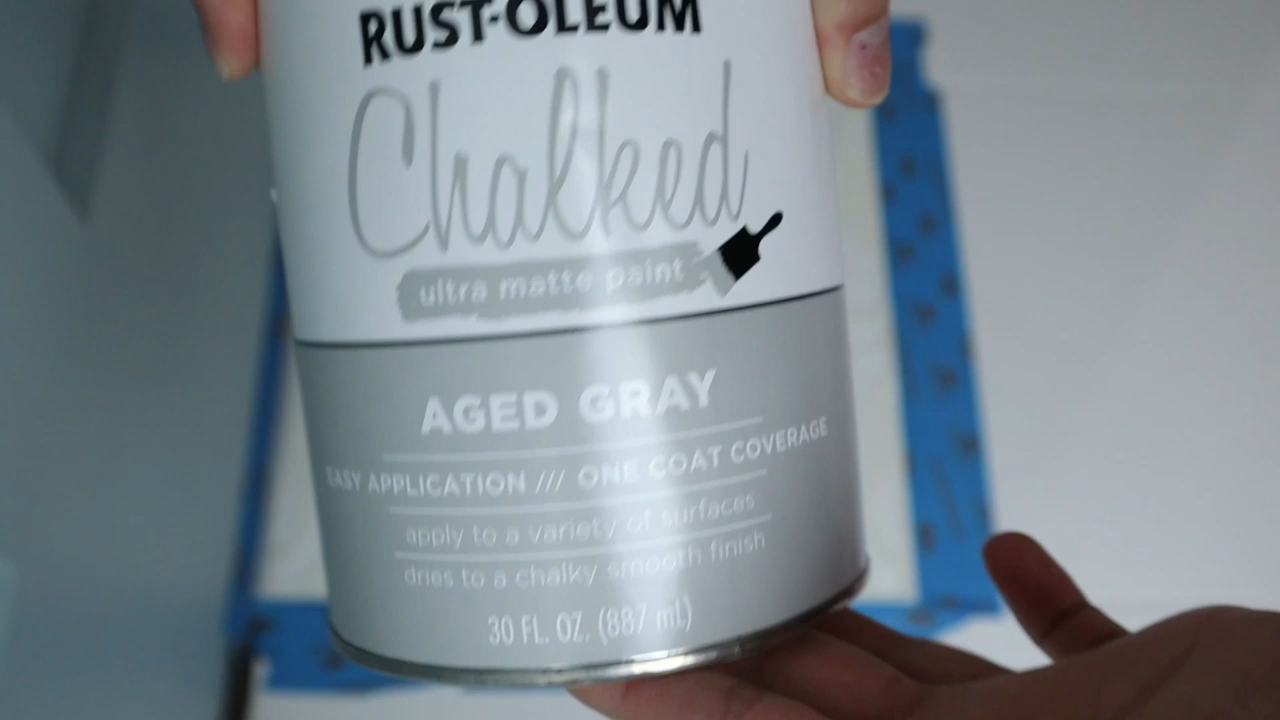 RUST-OLEUM
Chalked
ultra matte paint
AGED GRAY
EASY APPLICATION /// ONE COAT COVERAGE
apply to a variety of surfaces
dries to a chalky smooth finish
30 FL. OZ. (887 mL)